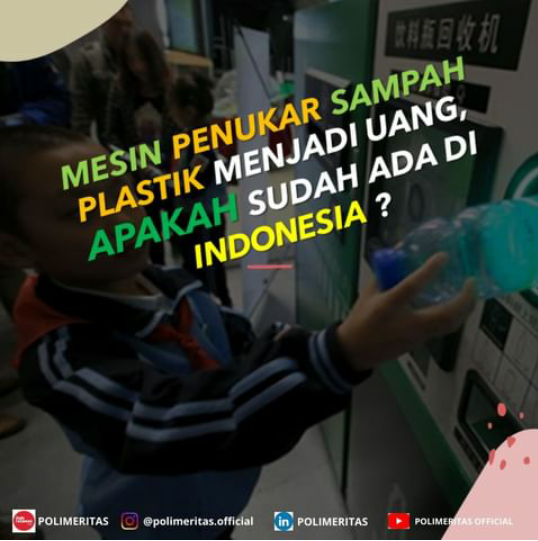 饮料瓶回收机
MESIN PENUKAR SAMPAH
PLASTIK MENJADI UANG,
APAKAH SUDAH ADA DI
INDONESIA ?
POLIMERITAS @polimeritas.official POLIMERITAS POLIMERITAS OFFICIAL